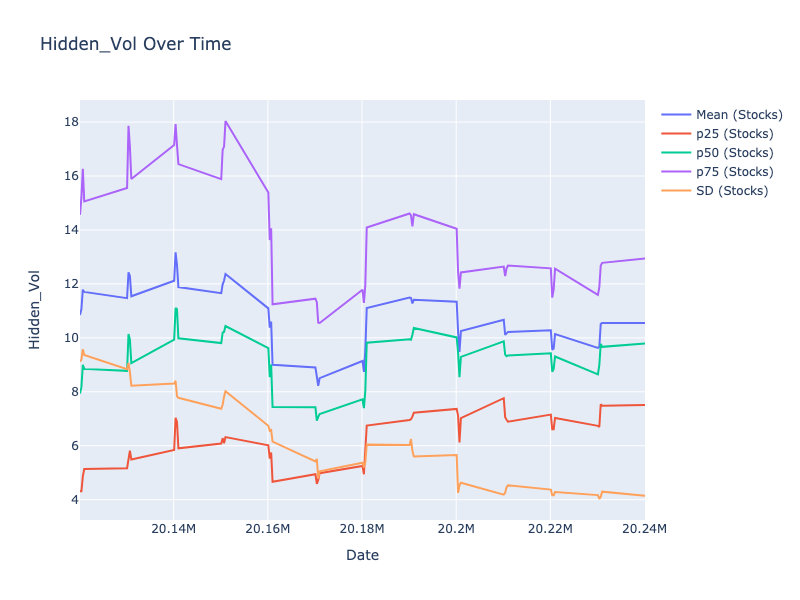 Hidden_Vol Over Time
Mean (Stocks)
p25 (Stocks)
p50 (Stocks)
p75 (Stocks)
SD (Stocks)
Hidden_Vol
18
16
14
12
10
8
6
4
20.14M
20.16M
20.18M
20.2M
20.22M
20.24M
Date